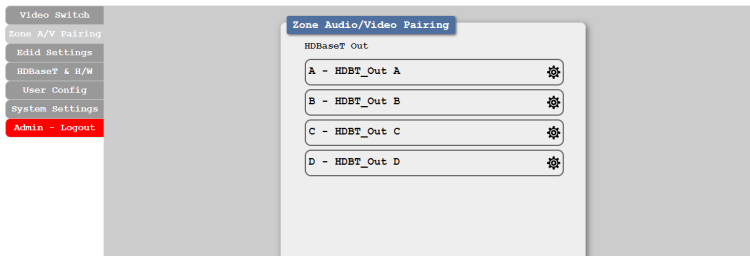 Video Switch
Zone A/V Pairing
Edid Settings
HDBaseT & H/W
User Config
System Settings
Admin - Logout
Zone Audio/Video Pairing
HDBaseT Out
A - HDBT_Out A
B - HDBT_Out B
C - HDBT_Out C
D - HDBT_Out D